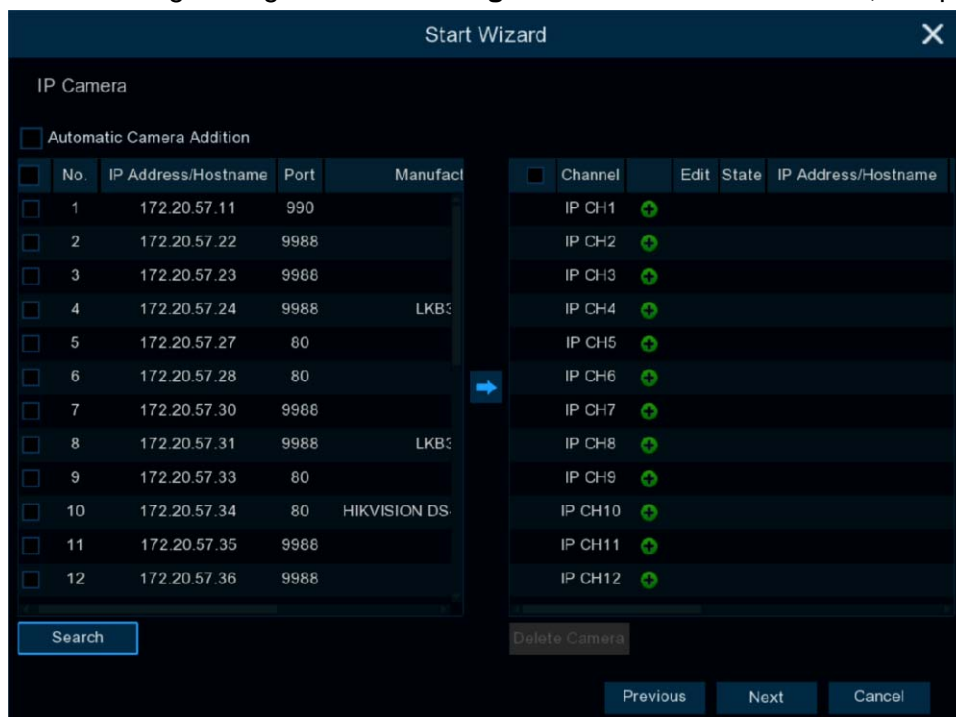 Start Wizard
IP Camera
Automatic Camera Addition
No. IP Address/Hostname Port Manufact
1 172.20.57.11 990
2 172.20.57.22 9988
3 172.20.57.23 9988
4 172.20.57.24 9988 LKB3
5 172.20.57.27 80
6 172.20.57.28 80
7 172.20.57.30 9988
8 172.20.57.31 9988 LKB3
9 172.20.57.33 80
10 172.20.57.34 80 HIKVISION DS-
11 172.20.57.35 9988
12 172.20.57.36 9988
Search
Channel Edit State IP Address/Hostname
IP CH1
IP CH2
IP CH3
IP CH4
IP CH5
IP CH6
IP CH7
IP CH8
IP CH9
IP CH10
IP CH11
IP CH12
Delete Camera
Previous Next Cancel